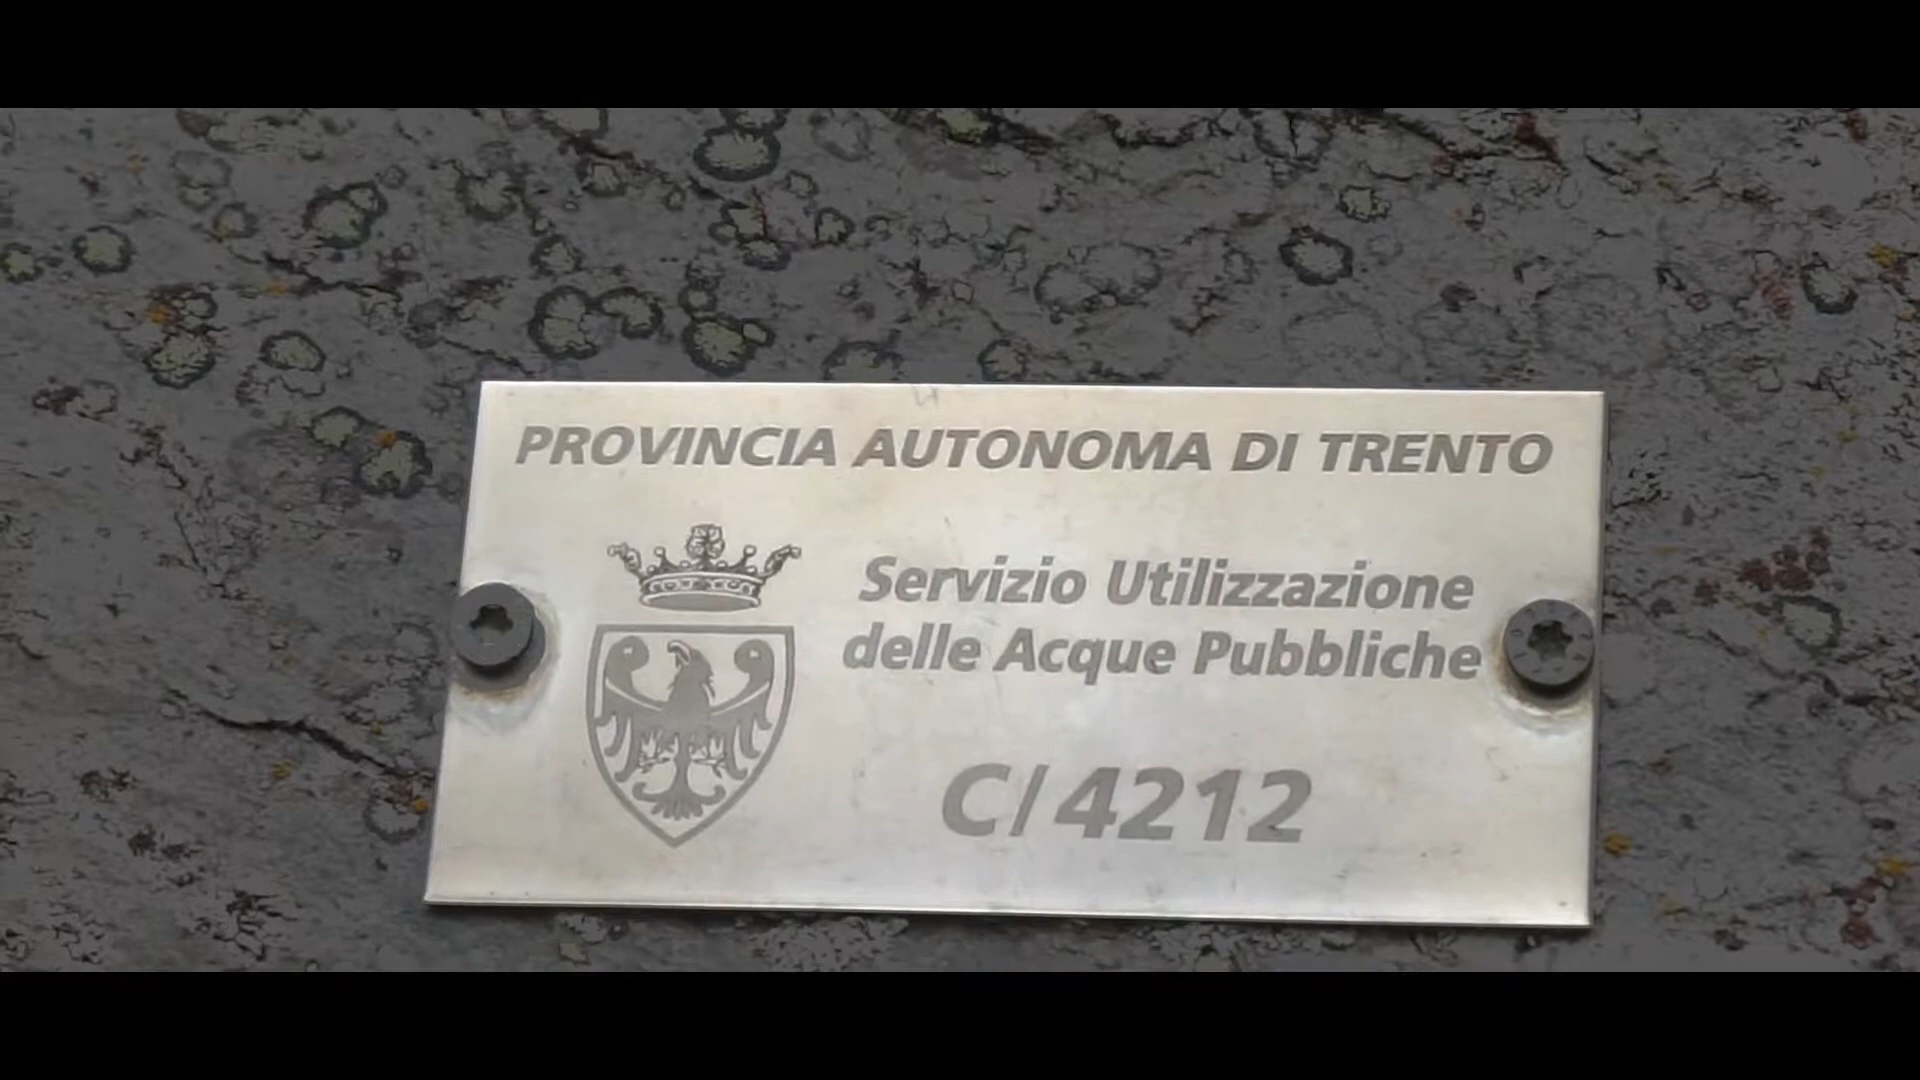 PROVINCIA AUTONOMA DI TRENTO
Servizio Utilizzazione
delle Acque Pubbliche
C/4212